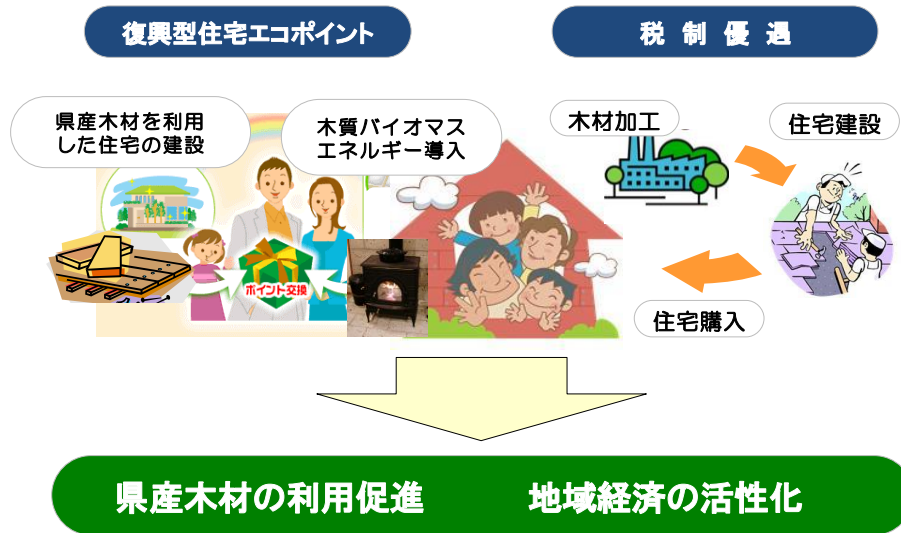 復興型住宅エコポイント
税制優遇
県産木材を利用
した住宅の建設
木質バイオマス
エネルギー導入
木材加工
住宅建設
ポイント交換
住宅購入
県産木材の利用促進
地域経済の活性化